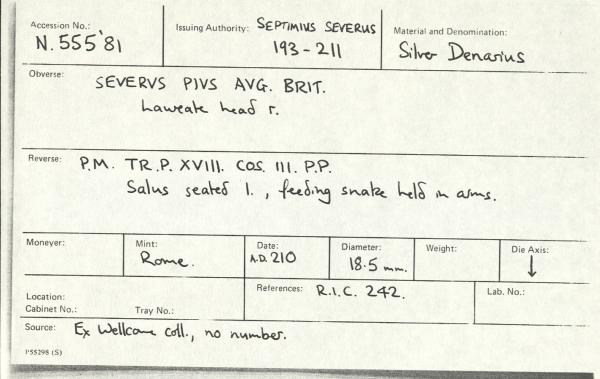 Accession No.:
N.555'81
Issuing Authority: SEPTIMIUS SEVERUS
193-211
Material and Denomination:
Silver Denarius
Obverse:
SEVERVS PIVS AVG. BRIT.
Laureate head r.
Reverse: P.M. TR.P. XVIII. COS. III. P.P.
Salus seated l., feeding snake held in arms.
Moneyer:
Mint:
Rome.
Date:
A.D. 210
Diameter:
18.5 mm.
Weight:
Die Axis:
↓
Location:
Cabinet No.: Tray No.:
References: R.I.C. 242.
Lab. No.:
Source: Ex Wellcome coll., no number.
P55298 (S)